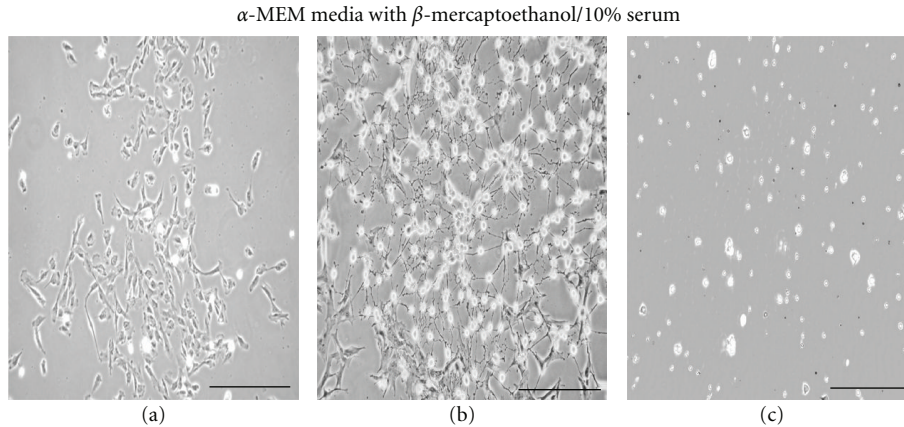 α-MEM media with β-mercaptoethanol/10% serum
(a)
(b)
(c)